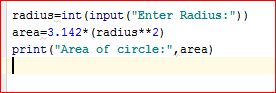 radius=int(input("Enter Radius:"))
area=3.142*(radius**2)
print("Area of circle:",area)